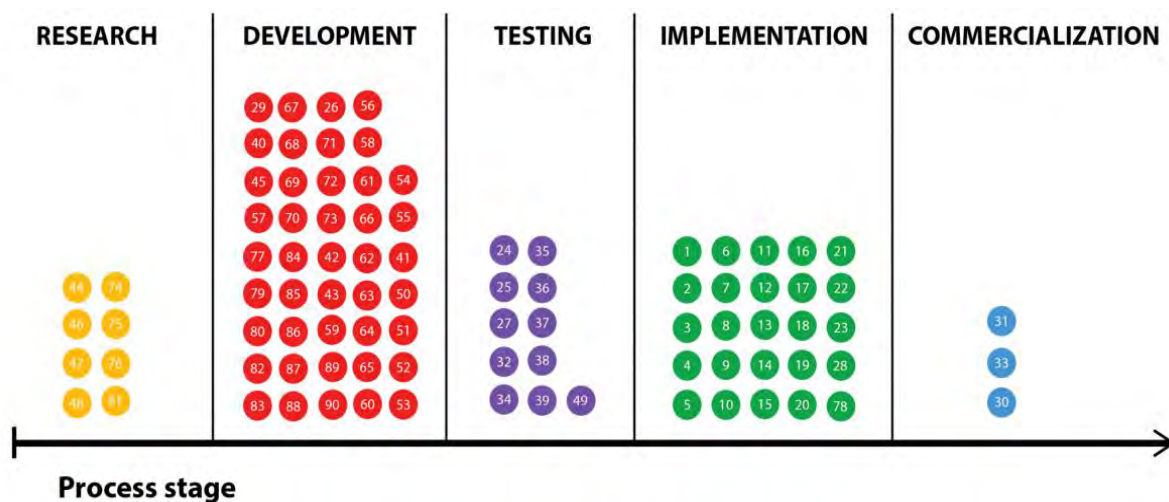 RESEARCH DEVELOPMENT TESTING IMPLEMENTATION COMMERCIALIZATION
29 67 26 56
40 68 71 58
45 69 72 61 54
57 70 73 66 55
24 35 1 6 11 16 21
77 84 42 62 41
44 74 79 85 43 63 50 25 36 2 7 12 17 22
46 75 80 86 59 64 51 27 37 3 8 13 18 23 31
47 76 82 87 89 65 52 32 38 4 9 14 19 28 33
48 81 83 88 90 60 53 34 39 49 5 10 15 20 78 30
Process stage